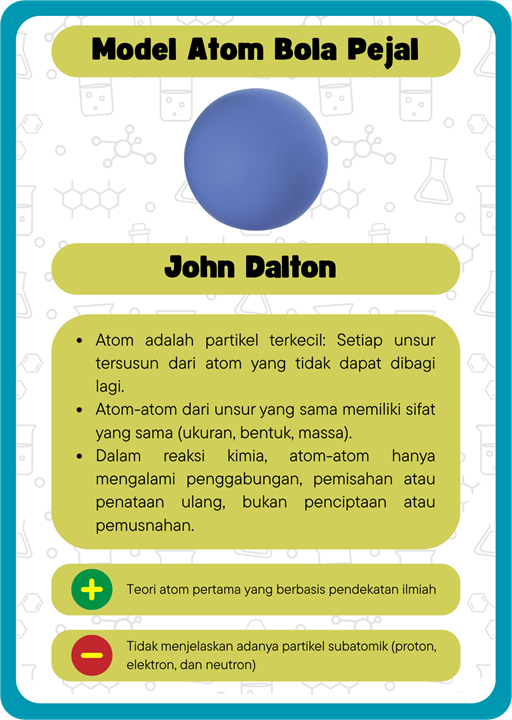 Model Atom Bola Pejal
John Dalton
• Atom adalah partikel terkecil: Setiap unsur
tersusun dari atom yang tidak dapat dibagi
lagi.
• Atom-atom dari unsur yang sama memiliki sifat
yang sama (ukuran, bentuk, massa).
• Dalam reaksi kimia, atom-atom hanya
mengalami penggabungan, pemisahan atau
penataan ulang, bukan penciptaan atau
pemusnahan.
+ Teori atom pertama yang berbasis pendekatan ilmiah
− Tidak menjelaskan adanya partikel subatomik (proton,
elektron, dan neutron)